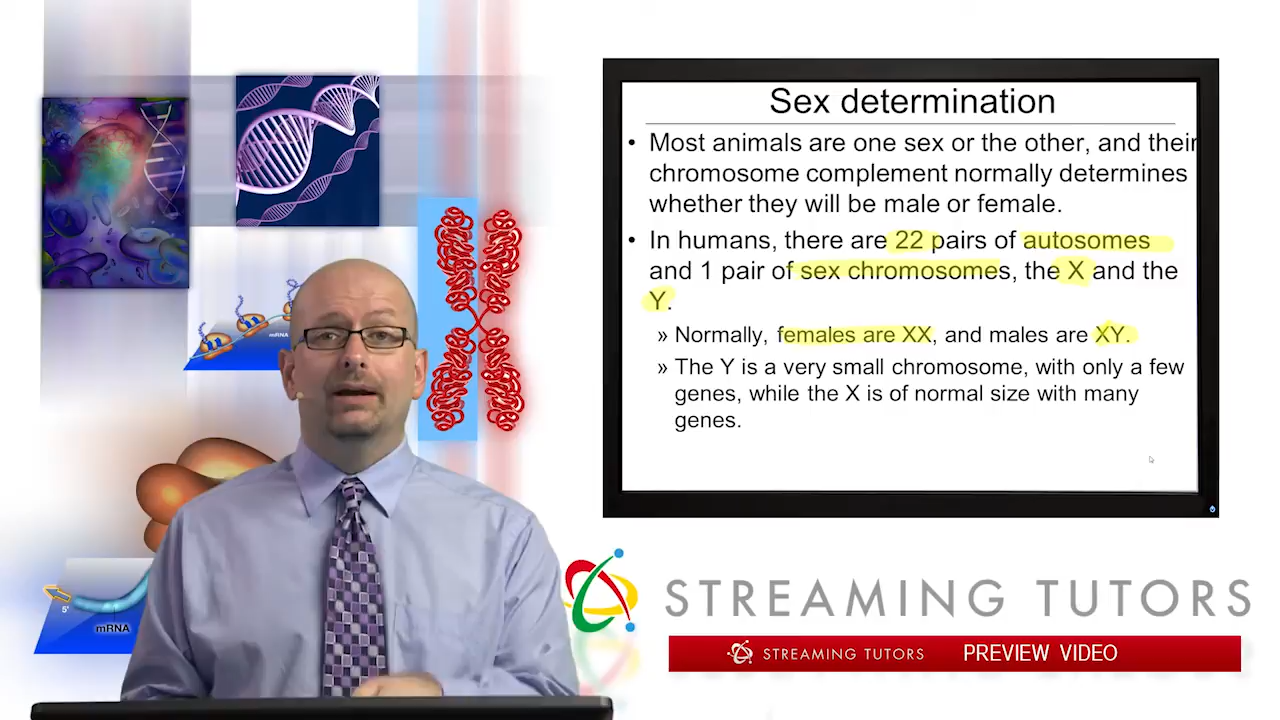 Sex determination
• Most animals are one sex or the other, and their
chromosome complement normally determines
whether they will be male or female.
• In humans, there are 22 pairs of autosomes
and 1 pair of sex chromosomes, the X and the
Y.
» Normally, females are XX, and males are XY.
» The Y is a very small chromosome, with only a few
genes, while the X is of normal size with many
genes.
mRNA
5'
mRNA
STREAMING TUTORS
STREAMING TUTORS PREVIEW VIDEO